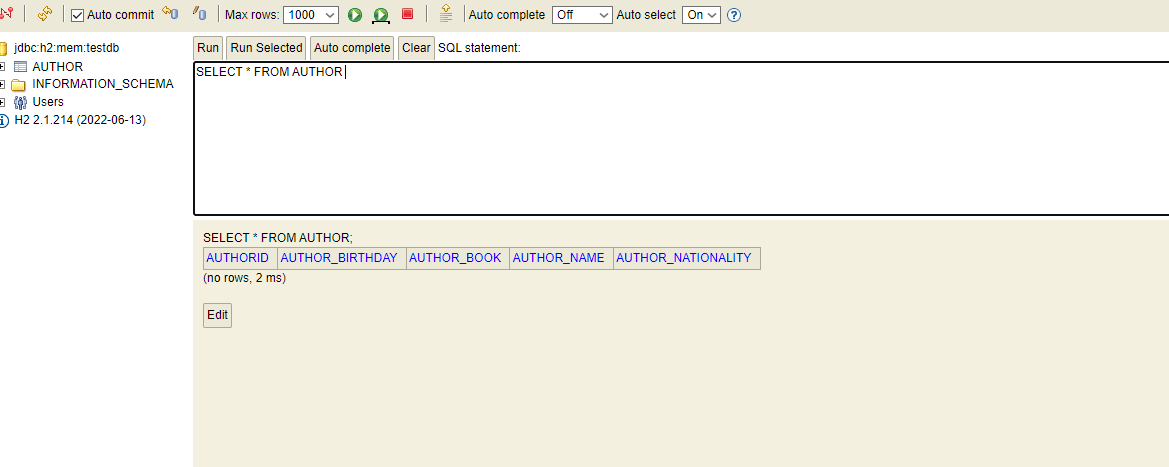 Auto commit Max rows: 1000 Auto complete Off Auto select On ?
jdbc:h2:mem:testdb
AUTHOR
INFORMATION_SCHEMA
Users
H2 2.1.214 (2022-06-13)
Run Run Selected Auto complete Clear SQL statement:
SELECT * FROM AUTHOR
SELECT * FROM AUTHOR;
AUTHORID AUTHOR_BIRTHDAY AUTHOR_BOOK AUTHOR_NAME AUTHOR_NATIONALITY
(no rows, 2 ms)
Edit